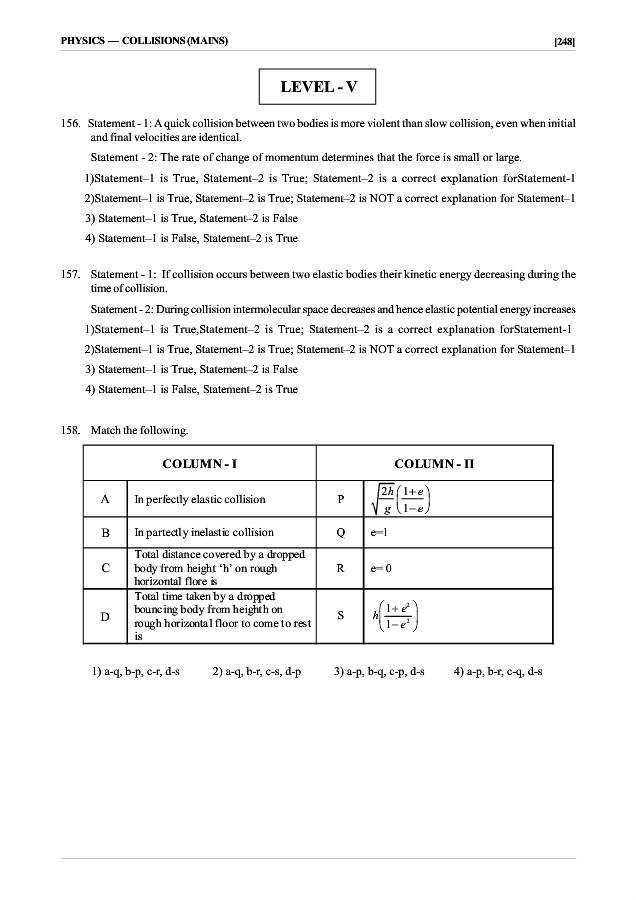 PHYSICS — COLLISIONS (MAINS) [248]
LEVEL - V
156. Statement - 1: A quick collision between two bodies is more violent than slow collision, even when initial
and final velocities are identical.
Statement - 2: The rate of change of momentum determines that the force is small or large.
1)Statement–1 is True, Statement–2 is True; Statement–2 is a correct explanation forStatement-1
2)Statement–1 is True, Statement–2 is True; Statement–2 is NOT a correct explanation for Statement–1
3) Statement–1 is True, Statement–2 is False
4) Statement–1 is False, Statement–2 is True
157. Statement - 1: If collision occurs between two elastic bodies their kinetic energy decreasing during the
time of collision.
Statement - 2: During collision intermolecular space decreases and hence elastic potential energy increases
1)Statement–1 is True,Statement–2 is True; Statement–2 is a correct explanation forStatement-1
2)Statement–1 is True, Statement–2 is True; Statement–2 is NOT a correct explanation for Statement–1
3) Statement–1 is True, Statement–2 is False
4) Statement–1 is False, Statement–2 is True
158. Match the following.
COLUMN - I COLUMN - II
A In perfectly elastic collision P √(2h/g) ((1+e)/(1−e))
B In partectly inelastic collision Q e=1
C Total distance covered by a dropped
body from height ‘h’ on rough
horizontal flore is
R e= 0
D Total time taken by a dropped
bouncing body from heighth on
rough horizontal floor to come to rest
is
S h((1+e²)/(1−e²))
1) a-q, b-p, c-r, d-s 2) a-q, b-r, c-s, d-p 3) a-p, b-q, c-p, d-s 4) a-p, b-r, c-q, d-s